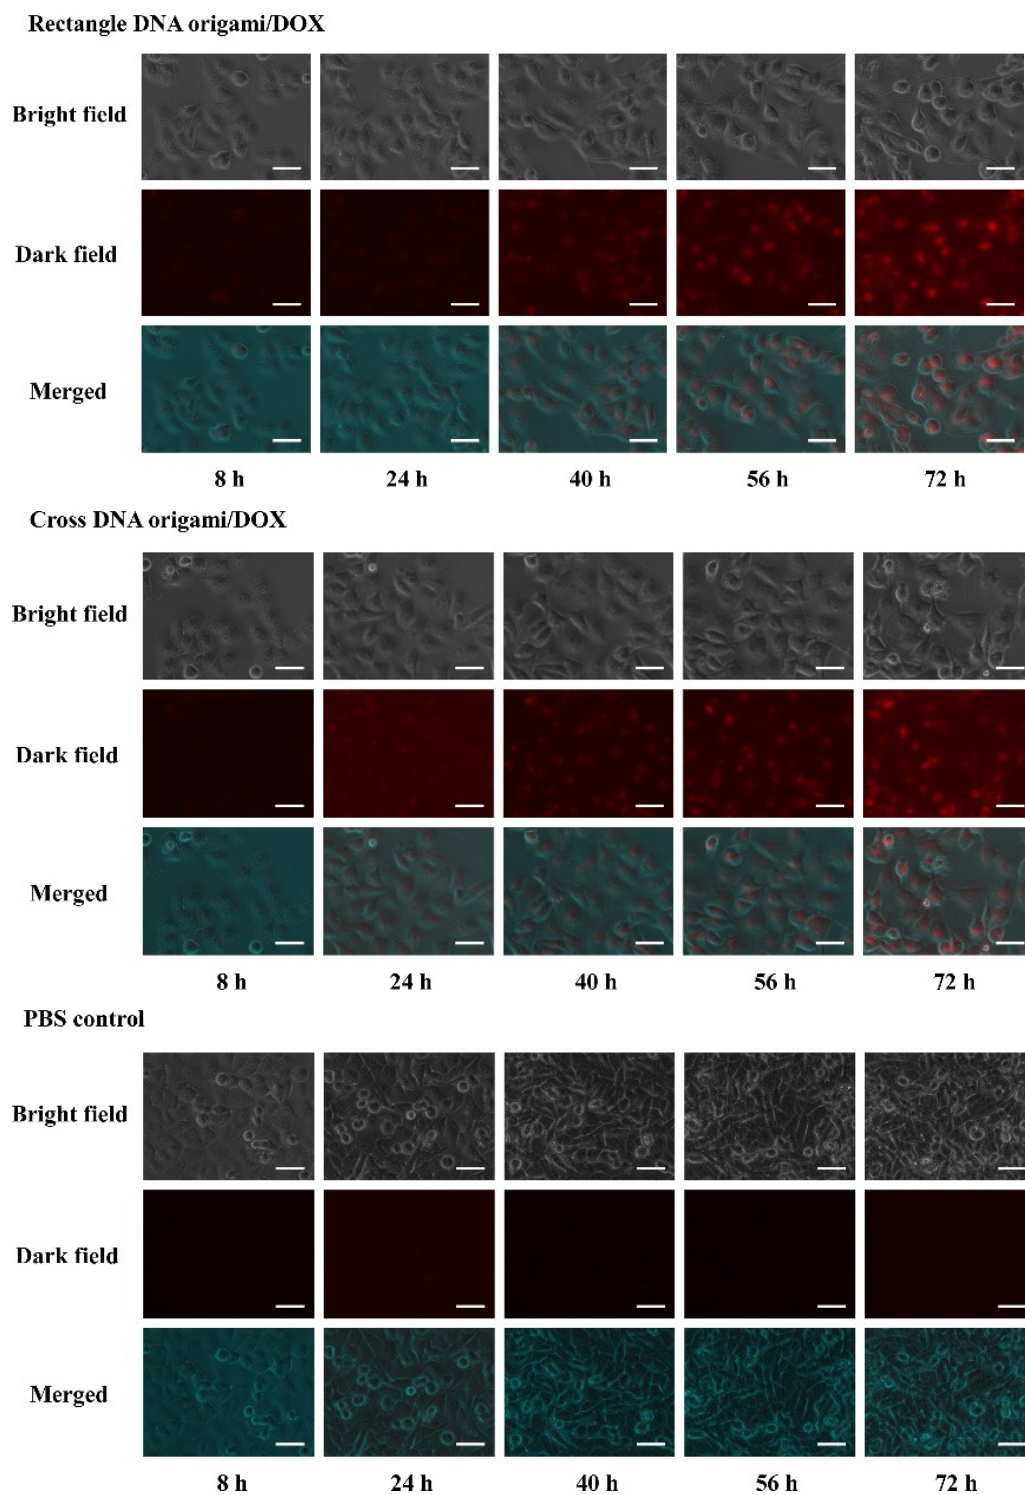 Rectangle DNA origami/DOX
Bright field
Dark field
Merged
8 h 24 h 40 h 56 h 72 h
Cross DNA origami/DOX
Bright field
Dark field
Merged
8 h 24 h 40 h 56 h 72 h
PBS control
Bright field
Dark field
Merged
8 h 24 h 40 h 56 h 72 h